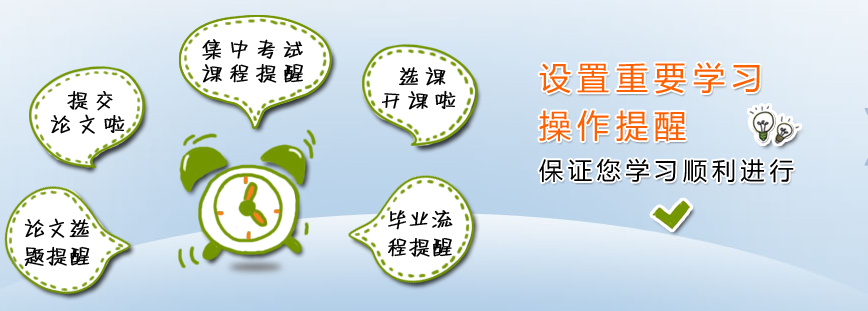 集中考试
课程提醒
提交
论文啦
选课
开课啦
论文选
题提醒
毕业流
程提醒
设置重要学习
操作提醒
保证您学习顺利进行